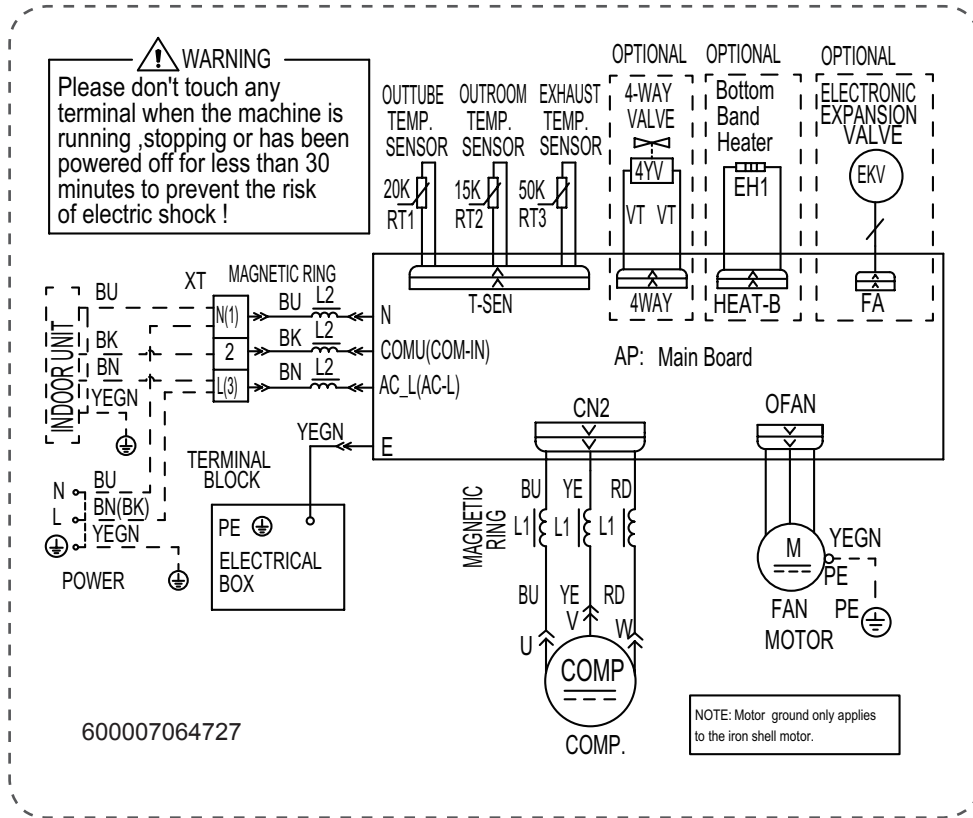 WARNING
Please don't touch any
terminal when the machine is
running ,stopping or has been
powered off for less than 30
minutes to prevent the risk
of electric shock !
OUTTUBE
TEMP.
SENSOR
OUTROOM
TEMP.
SENSOR
EXHAUST
TEMP.
SENSOR
20K
RT1
15K
RT2
50K
RT3
T-SEN
OPTIONAL
4-WAY
VALVE
4YV
VT VT
4WAY
OPTIONAL
Bottom
Band
Heater
EH1
HEAT-B
OPTIONAL
ELECTRONIC
EXPANSION
VALVE
EKV
FA
INDOOR UNIT
BU
BK
BN
YEGN
XT
N(1)
2
L(3)
MAGNETIC RING
BU L2
BK L2
BN L2
N
COMU(COM-IN)
AC_L(AC-L)
E
AP: Main Board
YEGN
TERMINAL
BLOCK
PE
ELECTRICAL
BOX
N
L
BU
BN(BK)
YEGN
POWER
CN2
MAGNETIC
RING
BU YE RD
L1 L1 L1
BU YE RD
U V W
COMP
COMP.
OFAN
M
YEGN
PE
PE
FAN
MOTOR
600007064727
NOTE: Motor ground only applies
to the iron shell motor.